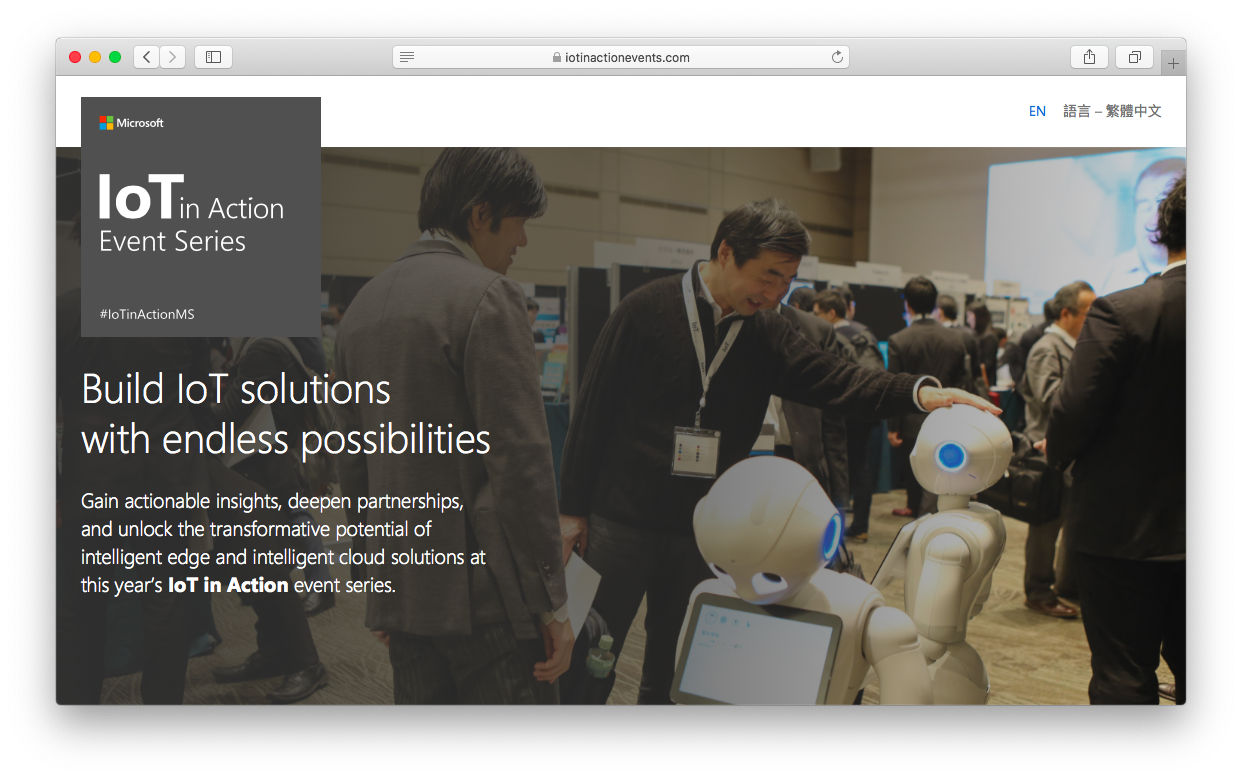 iotinactionevents.com
EN 語言 – 繁體中文
Microsoft
IoT in Action
Event Series
#IoTinActionMS
Build IoT solutions
with endless possibilities
Gain actionable insights, deepen partnerships,
and unlock the transformative potential of
intelligent edge and intelligent cloud solutions at
this year’s IoT in Action event series.